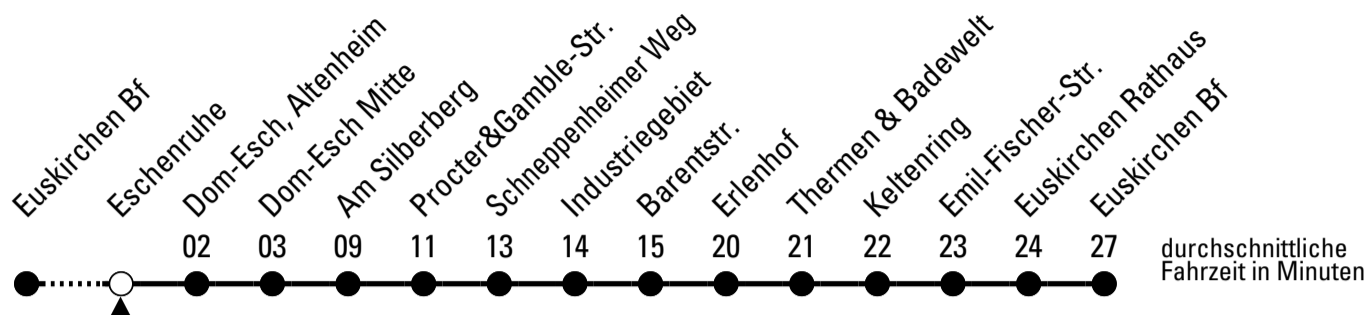 Euskirchen Bf
Eschenruhe
Dom-Esch, Altenheim
Dom-Esch Mitte
Am Silberberg
Procter&Gamble-Str.
Schneppenheimer Weg
Industriegebiet
Barentstr.
Erlenhof
Thermen & Badewelt
Keltenring
Emil-Fischer-Str.
Euskirchen Rathaus
Euskirchen Bf
02 03 09 11 13 14 15 20 21 22 23 24 27
durchschnittliche
Fahrzeit in Minuten